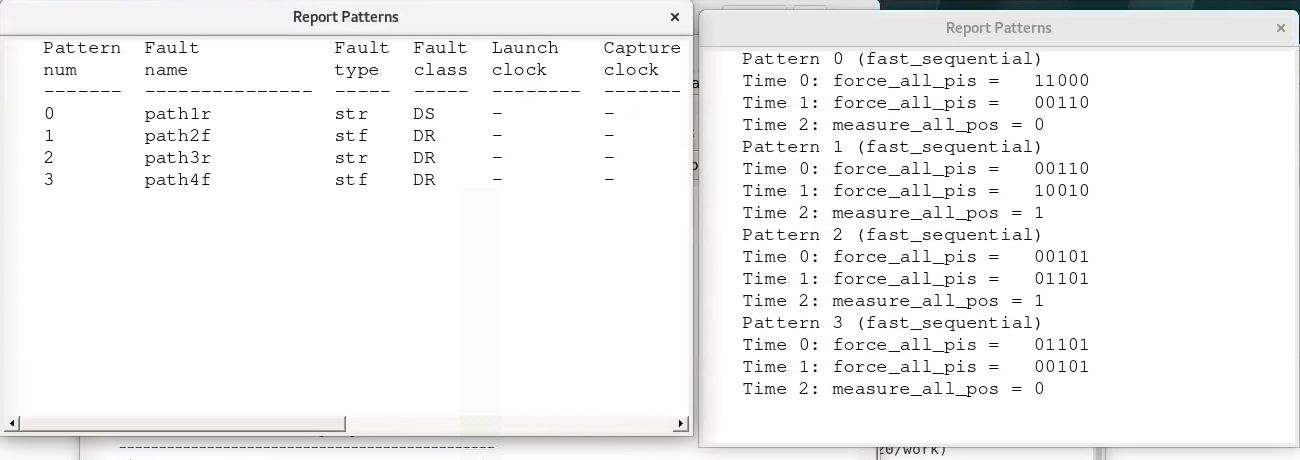 Report Patterns
Pattern Fault Fault Fault Launch Capture
num name type class clock clock
------- --------------- ----- ----- -------- -------
0 path1r str DS - -
1 path2f stf DR - -
2 path3r str DR - -
3 path4f stf DR - -
Report Patterns
Pattern 0 (fast_sequential)
Time 0: force_all_pis = 11000
Time 1: force_all_pis = 00110
Time 2: measure_all_pos = 0
Pattern 1 (fast_sequential)
Time 0: force_all_pis = 00110
Time 1: force_all_pis = 10010
Time 2: measure_all_pos = 1
Pattern 2 (fast_sequential)
Time 0: force_all_pis = 00101
Time 1: force_all_pis = 01101
Time 2: measure_all_pos = 1
Pattern 3 (fast_sequential)
Time 0: force_all_pis = 01101
Time 1: force_all_pis = 00101
Time 2: measure_all_pos = 0
20/work)